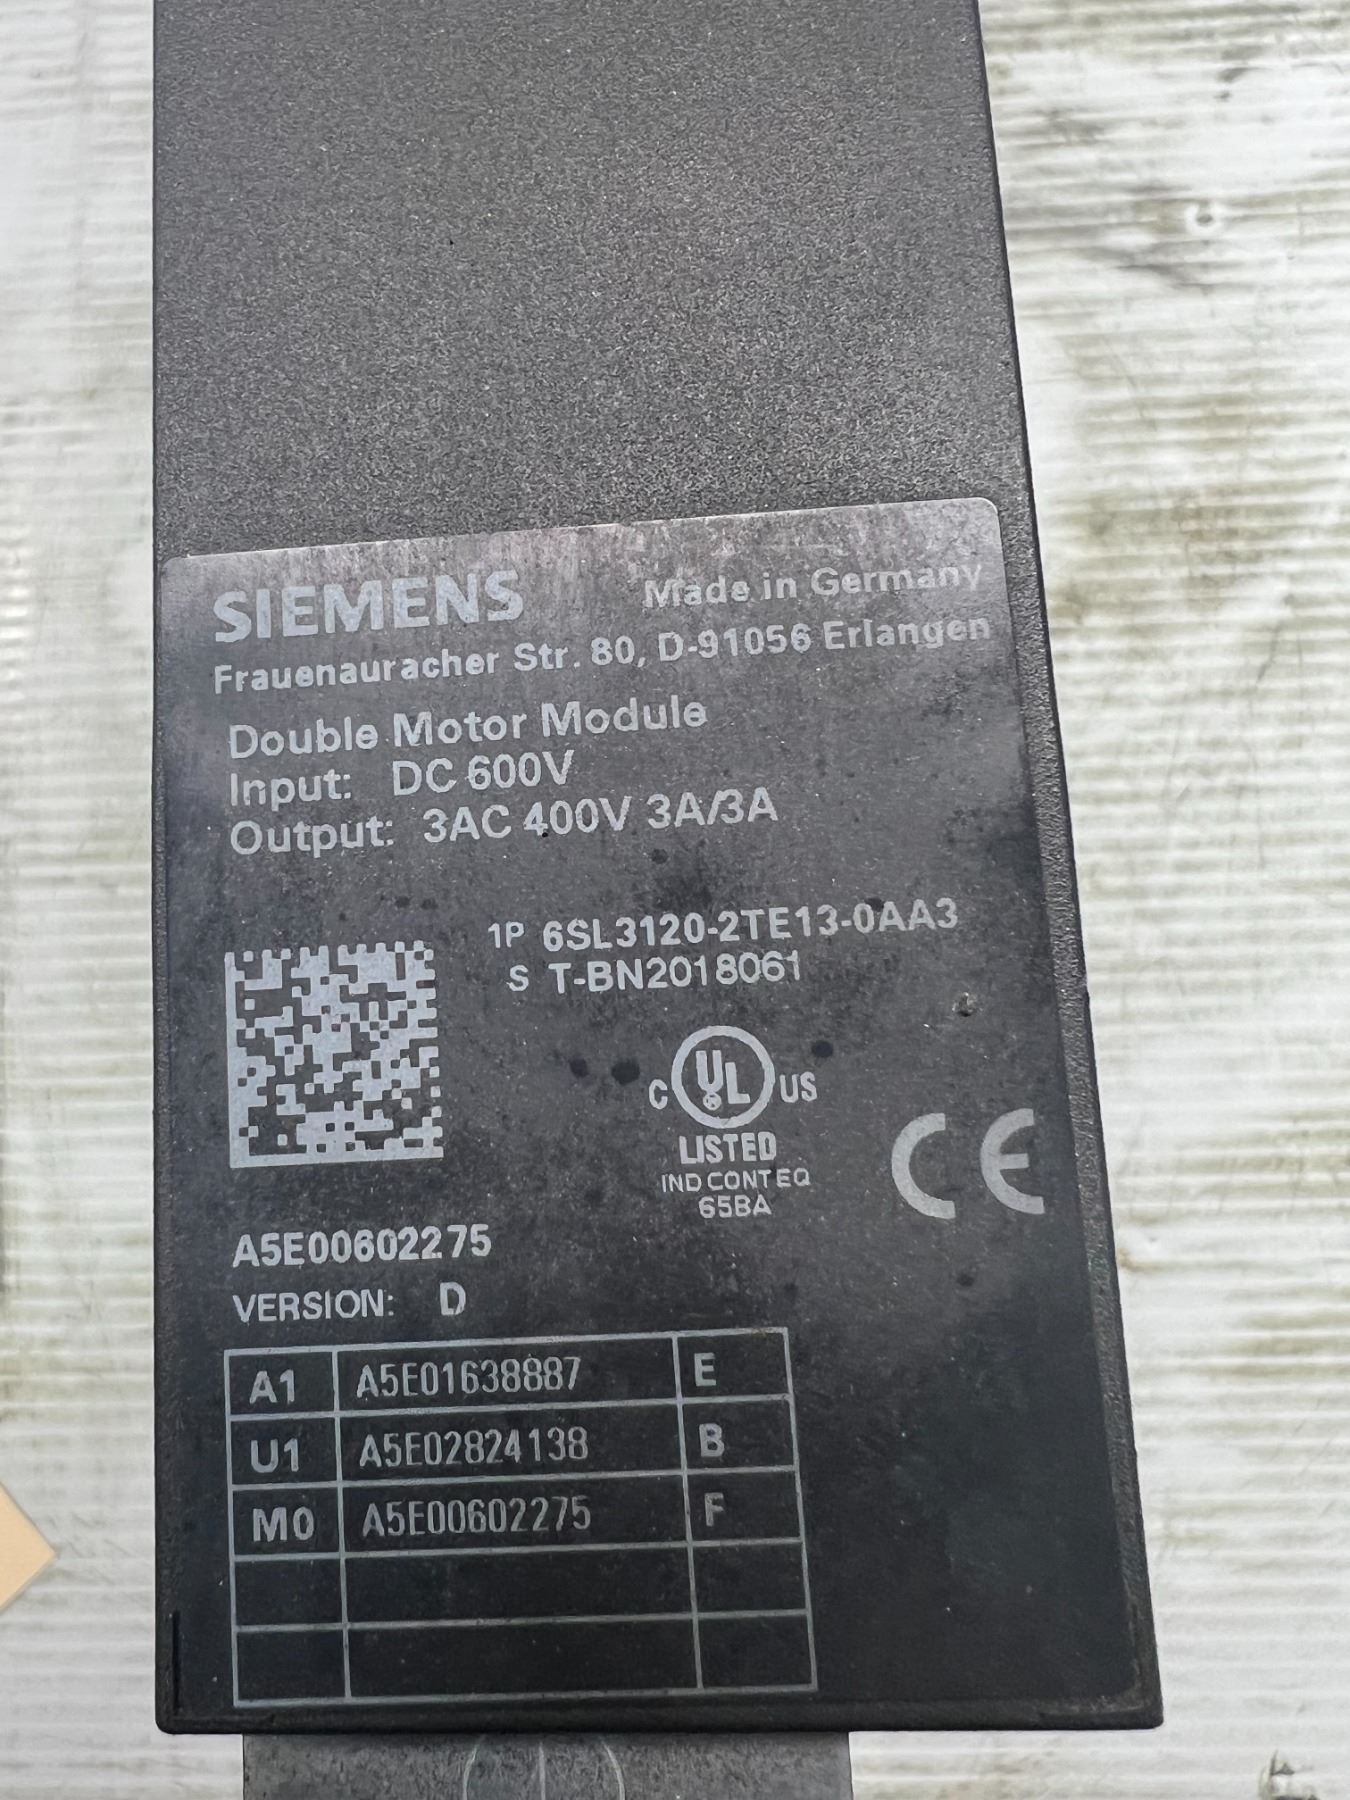 SIEMENS Made in Germany
Frauenauracher Str. 80, D-91056 Erlangen
Double Motor Module
Input: DC 600V
Output: 3AC 400V 3A/3A
1P 6SL3120-2TE13-0AA3
S T-BN2018061
C UL US
LISTED
IND CONT EQ
65BA
CE
A5E00602275
VERSION: D
A1 A5E01638887 E
U1 A5E02824138 B
M0 A5E00602275 F